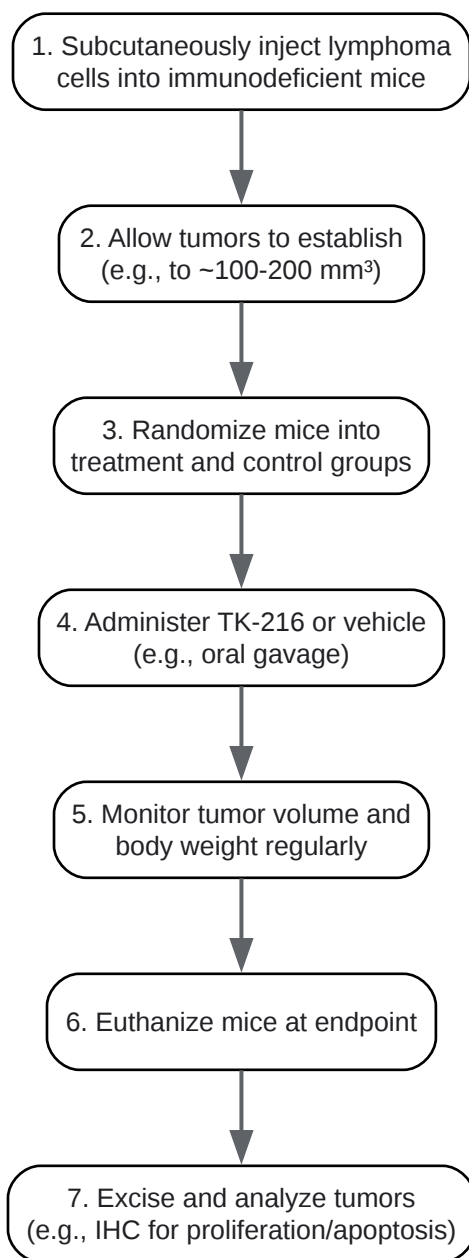 1. Subcutaneously inject lymphoma
cells into immunodeficient mice
2. Allow tumors to establish
(e.g., to ~100-200 mm³)
3. Randomize mice into
treatment and control groups
4. Administer TK-216 or vehicle
(e.g., oral gavage)
5. Monitor tumor volume and
body weight regularly
6. Euthanize mice at endpoint
7. Excise and analyze tumors
(e.g., IHC for proliferation/apoptosis)